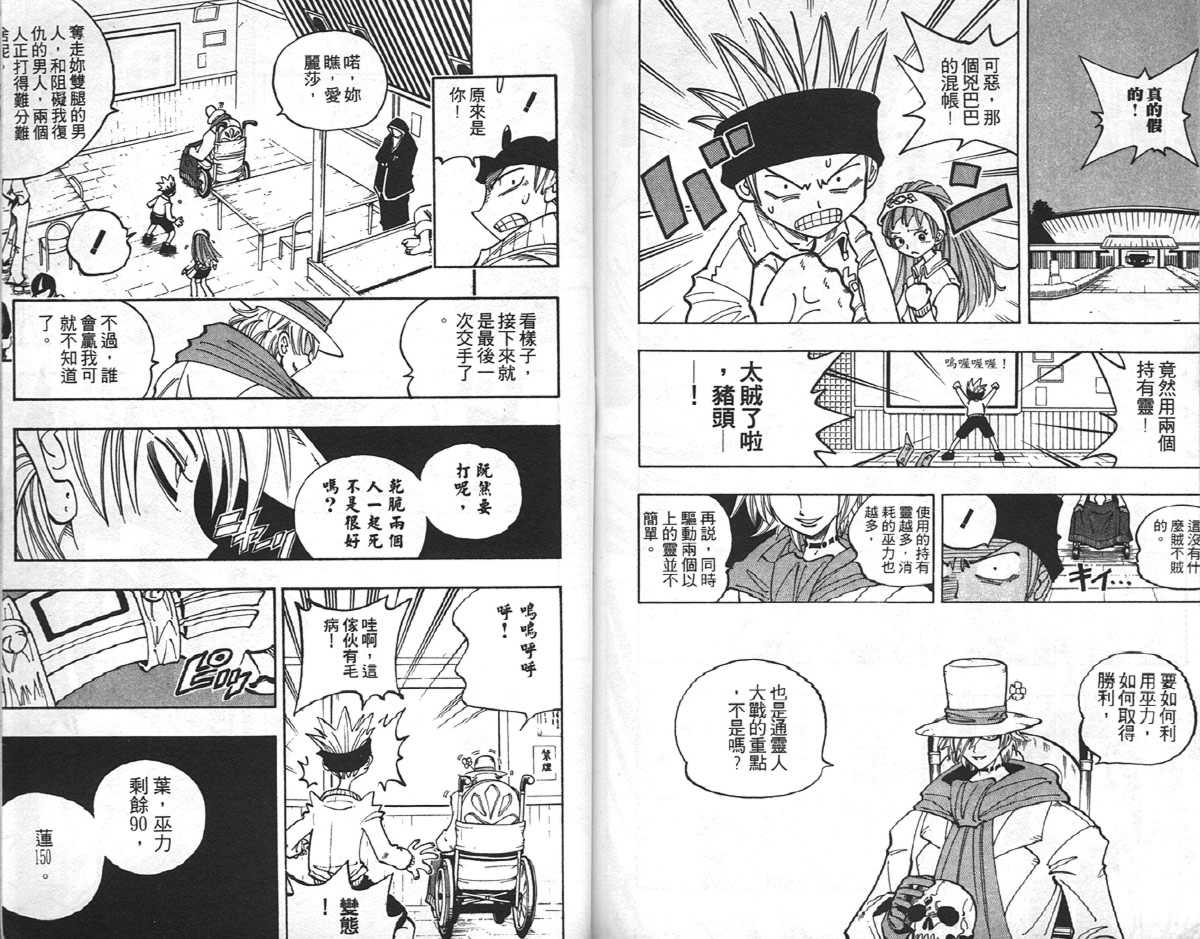 真的假
的！
可惡，那
個兇巴巴
的混帳！
竟然用兩個
持有靈！
嗚喔喔喔！
太賊了啦
，豬頭—
—！
這沒有什
麼賊不賊
的。
！
キイ…
使用的持有
靈越多，消
耗的巫力也
越多，
再說，同時
驅動兩個以
上的靈並不
簡單。
要如何利
用巫力，
如何取得
勝利，
也是通靈人
大戰的重點
，不是嗎？
！
原來是
你！
喏，妳
瞧，愛
麗莎，
奪走妳雙腿的男
人，和阻礙我復
仇的男人，兩個
人正打得難分難
捨呢。
！
看樣子，
接下來就
是最後一
次交手了
。
不過，誰
會贏我可
就不知道
了。
既然要
打呢，
乾脆兩個
人一起死
不是很好
嗎？
嗚嗚呼呼
呼！
哇啊，這
傢伙有毛
病！
禁煙
變態
！
葉，巫力
剩餘90，
蓮150。